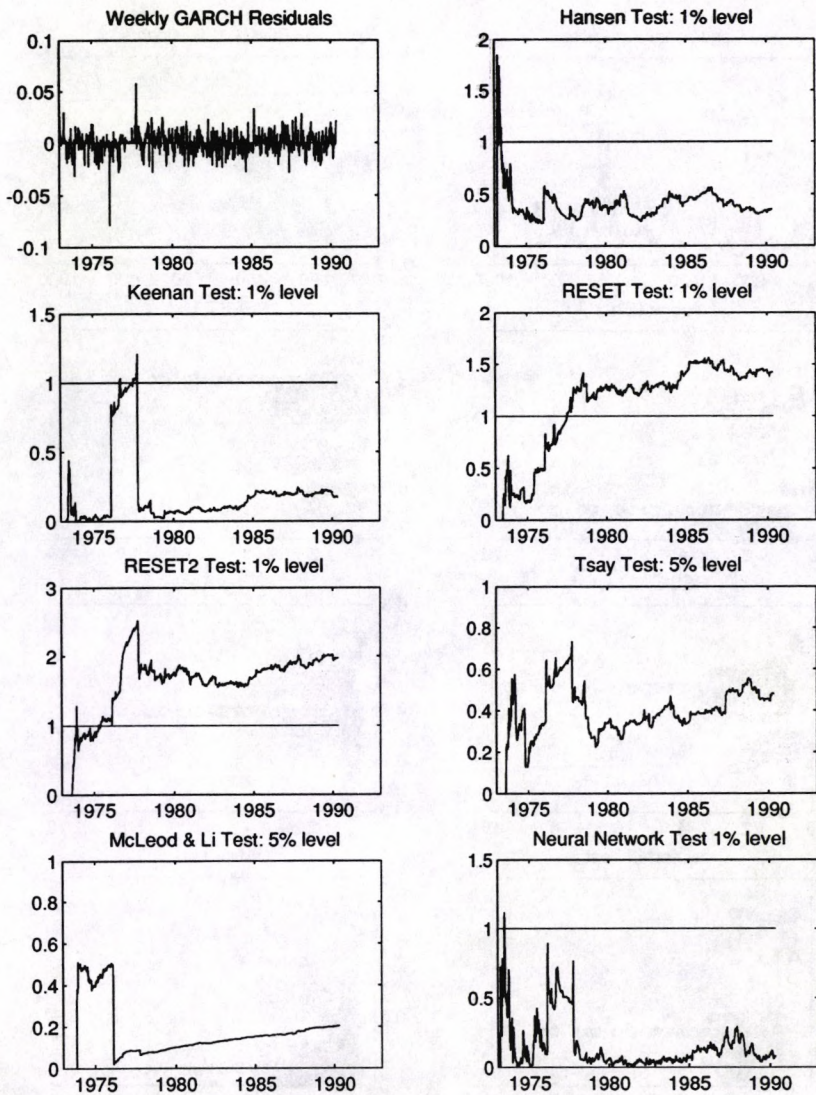 Weekly GARCH Residuals
0.1
0.05
0
-0.05
-0.1
1975 1980 1985 1990
Hansen Test: 1% level
2
1.5
1
0.5
0
1975 1980 1985 1990
Keenan Test: 1% level
1.5
1
0.5
0
1975 1980 1985 1990
RESET Test: 1% level
2
1.5
1
0.5
0
1975 1980 1985 1990
RESET2 Test: 1% level
3
2
1
0
1975 1980 1985 1990
Tsay Test: 5% level
1
0.8
0.6
0.4
0.2
0
1975 1980 1985 1990
McLeod & Li Test: 5% level
1
0.8
0.6
0.4
0.2
0
1975 1980 1985 1990
Neural Network Test 1% level
1.5
1
0.5
0
1975 1980 1985 1990